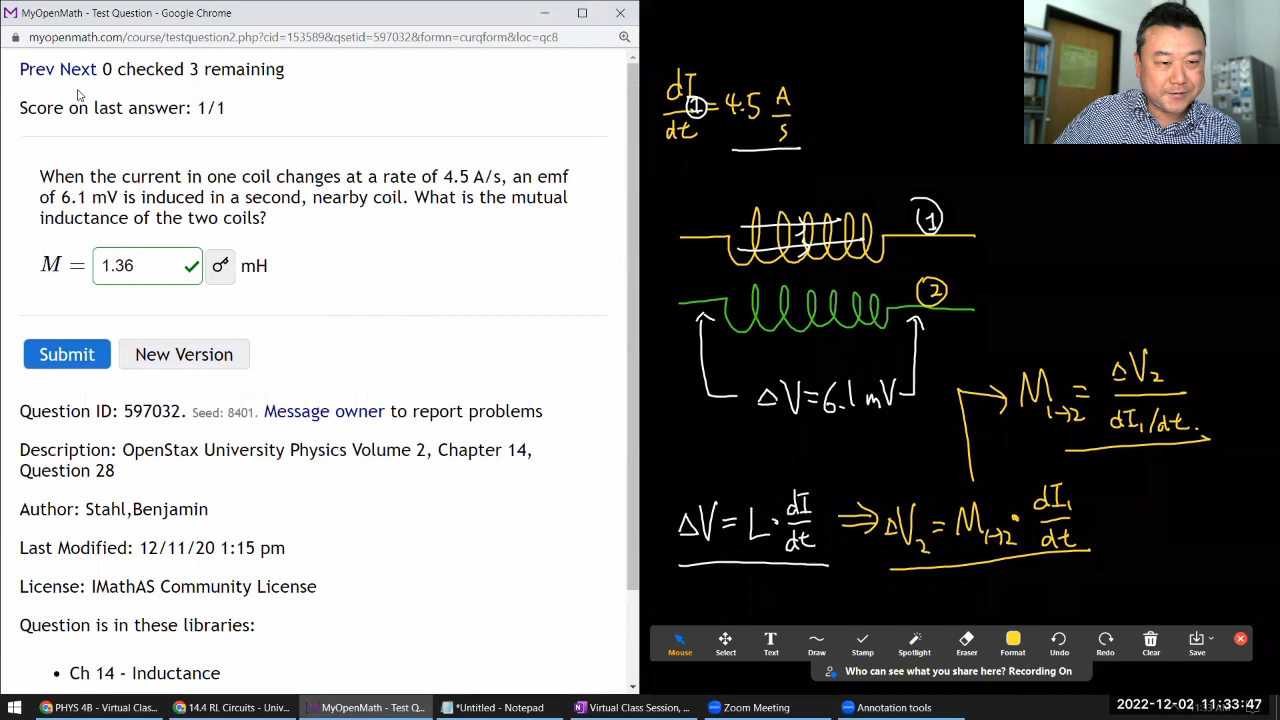 MyOpenMath - Test Question - Google Chrome
myopenmath.com/course/testquestion2.php?cid=153589&qsetid=597032&formn=curqform&loc=qc8
Prev Next 0 checked 3 remaining
Score on last answer: 1/1
When the current in one coil changes at a rate of 4.5 A/s, an emf
of 6.1 mV is induced in a second, nearby coil. What is the mutual
inductance of the two coils?
M = 1.36 mH
Submit New Version
Question ID: 597032. Seed: 8401. Message owner to report problems
Description: OpenStax University Physics Volume 2, Chapter 14,
Question 28
Author: Stahl,Benjamin
Last Modified: 12/11/20 1:15 pm
License: IMathAS Community License
Question is in these libraries:
• Ch 14 - Inductance
dI1/dt = 4.5 A/s
1
2
ΔV=6.1mV
M1→2 = ΔV2 / dI1/dt.
ΔV = L· dI/dt ⇒ ΔV2 = M1→2 · dI1/dt
Mouse Select Text Draw Stamp Spotlight Eraser Format Undo Redo Clear Save
Who can see what you share here? Recording On
PHYS 4B - Virtual Clas... 14.4 RL Circuits - Univ... MyOpenMath - Test Q... *Untitled - Notepad Virtual Class Session, ... Zoom Meeting Annotation tools
2022-12-02 11:33:47